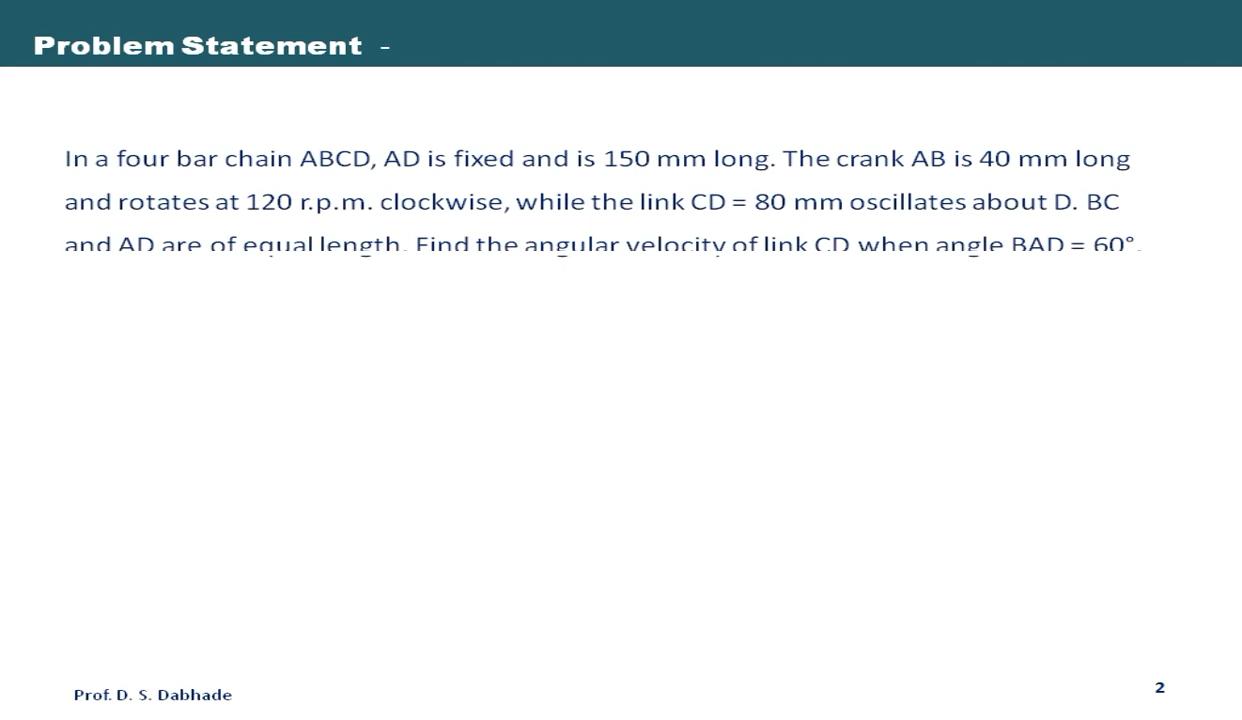 Problem Statement -
In a four bar chain ABCD, AD is fixed and is 150 mm long. The crank AB is 40 mm long
and rotates at 120 r.p.m. clockwise, while the link CD = 80 mm oscillates about D. BC
and AD are of equal length. Find the angular velocity of link CD when angle BAD = 60°.
Prof. D. S. Dabhade
2